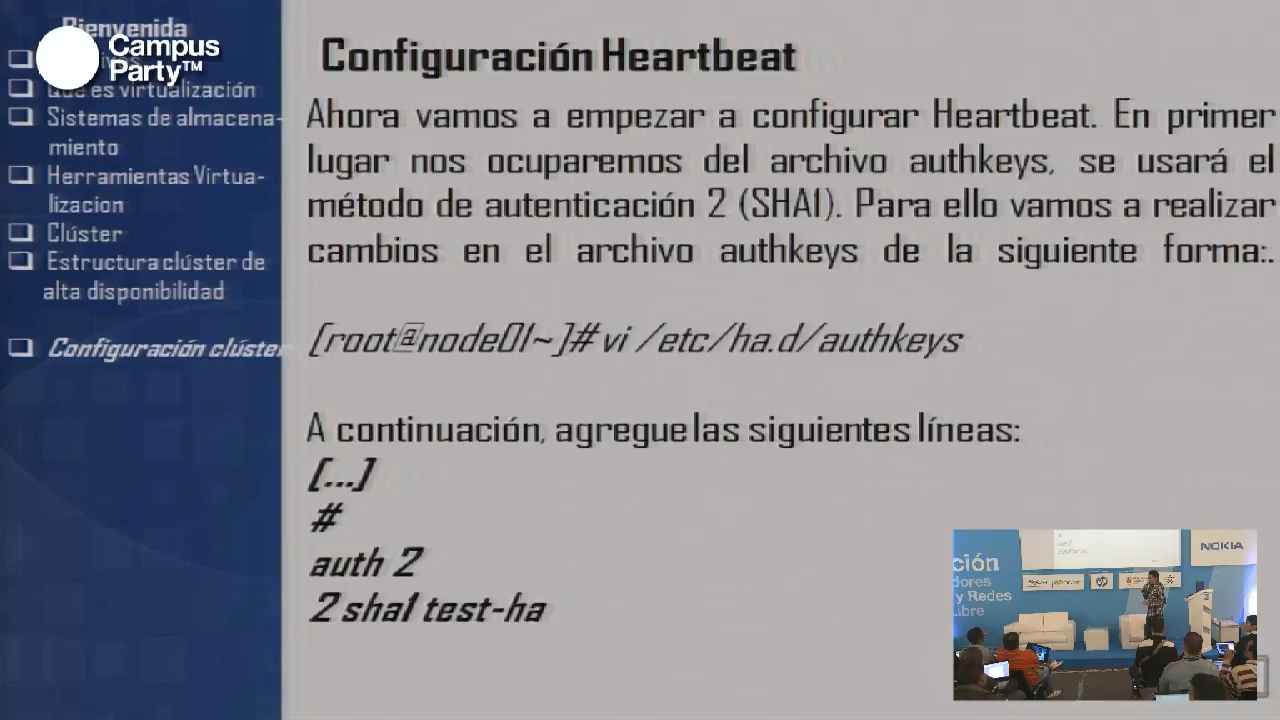 Bienvenida
Campus
Party™
Qué es virtualización
Sistemas de almacena-
miento
Herramientas Virtua-
lizacion
Clúster
Estructura clúster de
alta disponibilidad
Configuración clúster
Configuración Heartbeat
Ahora vamos a empezar a configurar Heartbeat. En primer
lugar nos ocuparemos del archivo authkeys, se usará el
método de autenticación 2 (SHA1). Para ello vamos a realizar
cambios en el archivo authkeys de la siguiente forma:.
[root@node01~]# vi /etc/ha.d/authkeys
A continuación, agregue las siguientes líneas:
[...]
#
auth 2
2 sha1 test-ha
ción
dores
y Redes
Libre
NOKIA
hp